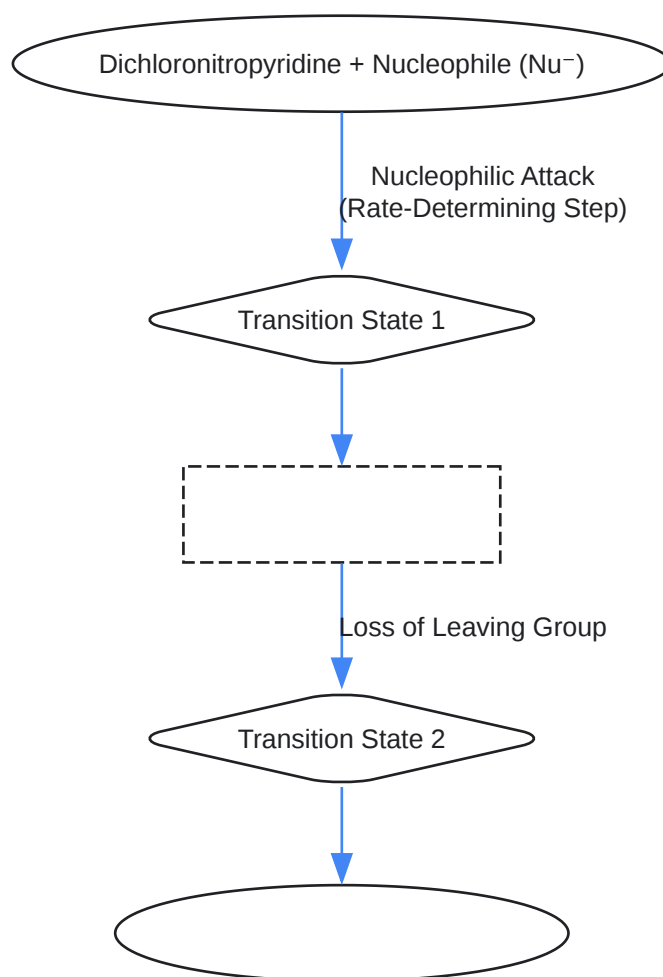 Dichloronitropyridine + Nucleophile (Nu⁻)
Nucleophilic Attack
(Rate-Determining Step)
Transition State 1
Loss of Leaving Group
Transition State 2